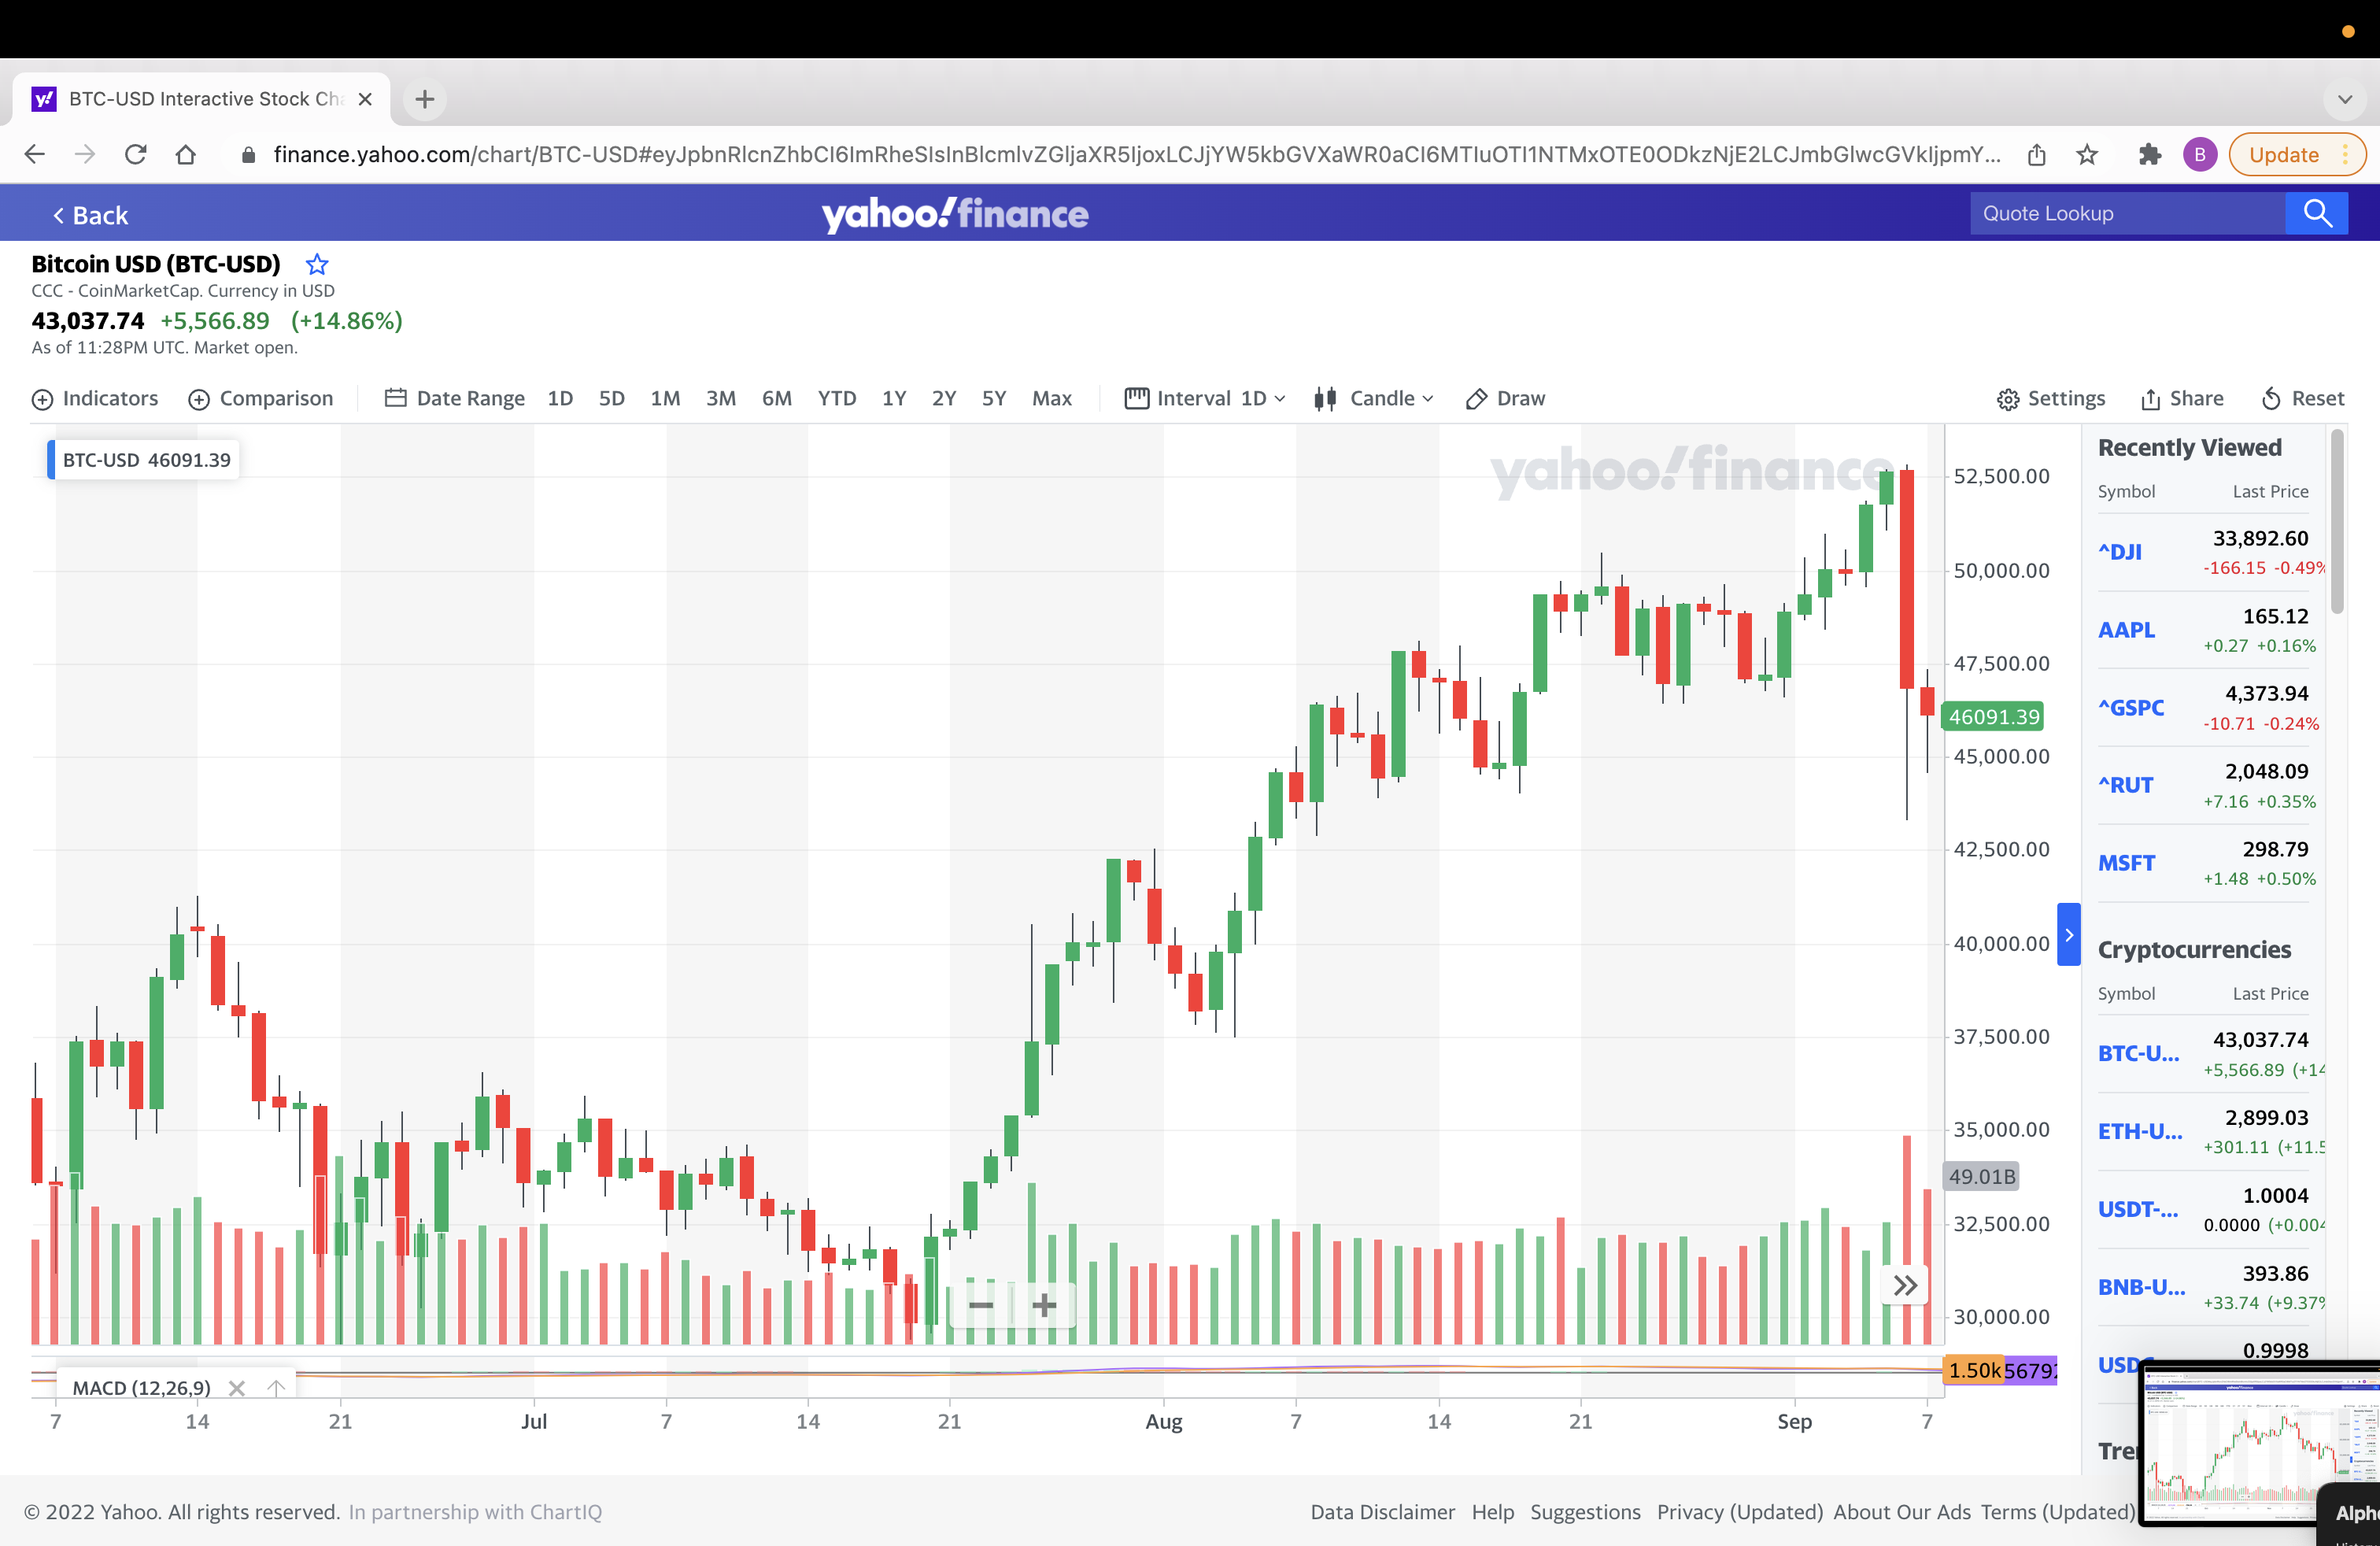 BTC-USD Interactive Stock Cha
finance.yahoo.com/chart/BTC-USD#eyJpbnRlcnZhbCI6ImRheSIsInBlcmlvZGljaXR5IjoxLCJjYW5kbGVXaWR0aCI6MTIuOTI1NTMxOTE0ODkzNjE2LCJmbGlwcGVkIjpmY...
B
Update
Back
yahoo!finance
Quote Lookup
Bitcoin USD (BTC-USD)
CCC - CoinMarketCap. Currency in USD
43,037.74 +5,566.89 (+14.86%)
As of 11:28PM UTC. Market open.
Indicators Comparison Date Range 1D 5D 1M 3M 6M YTD 1Y 2Y 5Y Max Interval 1D Candle Draw Settings Share Reset
BTC-USD 46091.39
yahoo!finance
52,500.00
50,000.00
47,500.00
46091.39
45,000.00
42,500.00
40,000.00
37,500.00
35,000.00
49.01B
32,500.00
30,000.00
MACD (12,26,9)
1.50k 5679
7 14 21 Jul 7 14 21 Aug 7 14 21 Sep 7
Recently Viewed
Symbol Last Price
^DJI 33,892.60
-166.15 -0.49%
AAPL 165.12
+0.27 +0.16%
^GSPC 4,373.94
-10.71 -0.24%
^RUT 2,048.09
+7.16 +0.35%
MSFT 298.79
+1.48 +0.50%
Cryptocurrencies
Symbol Last Price
BTC-U... 43,037.74
+5,566.89 (+14
ETH-U... 2,899.03
+301.11 (+11.5
USDT-... 1.0004
0.0000 (+0.004
BNB-U... 393.86
+33.74 (+9.37%
USDC 0.9998
Tre
Alph
© 2022 Yahoo. All rights reserved. In partnership with ChartIQ
Data Disclaimer Help Suggestions Privacy (Updated) About Our Ads Terms (Updated)